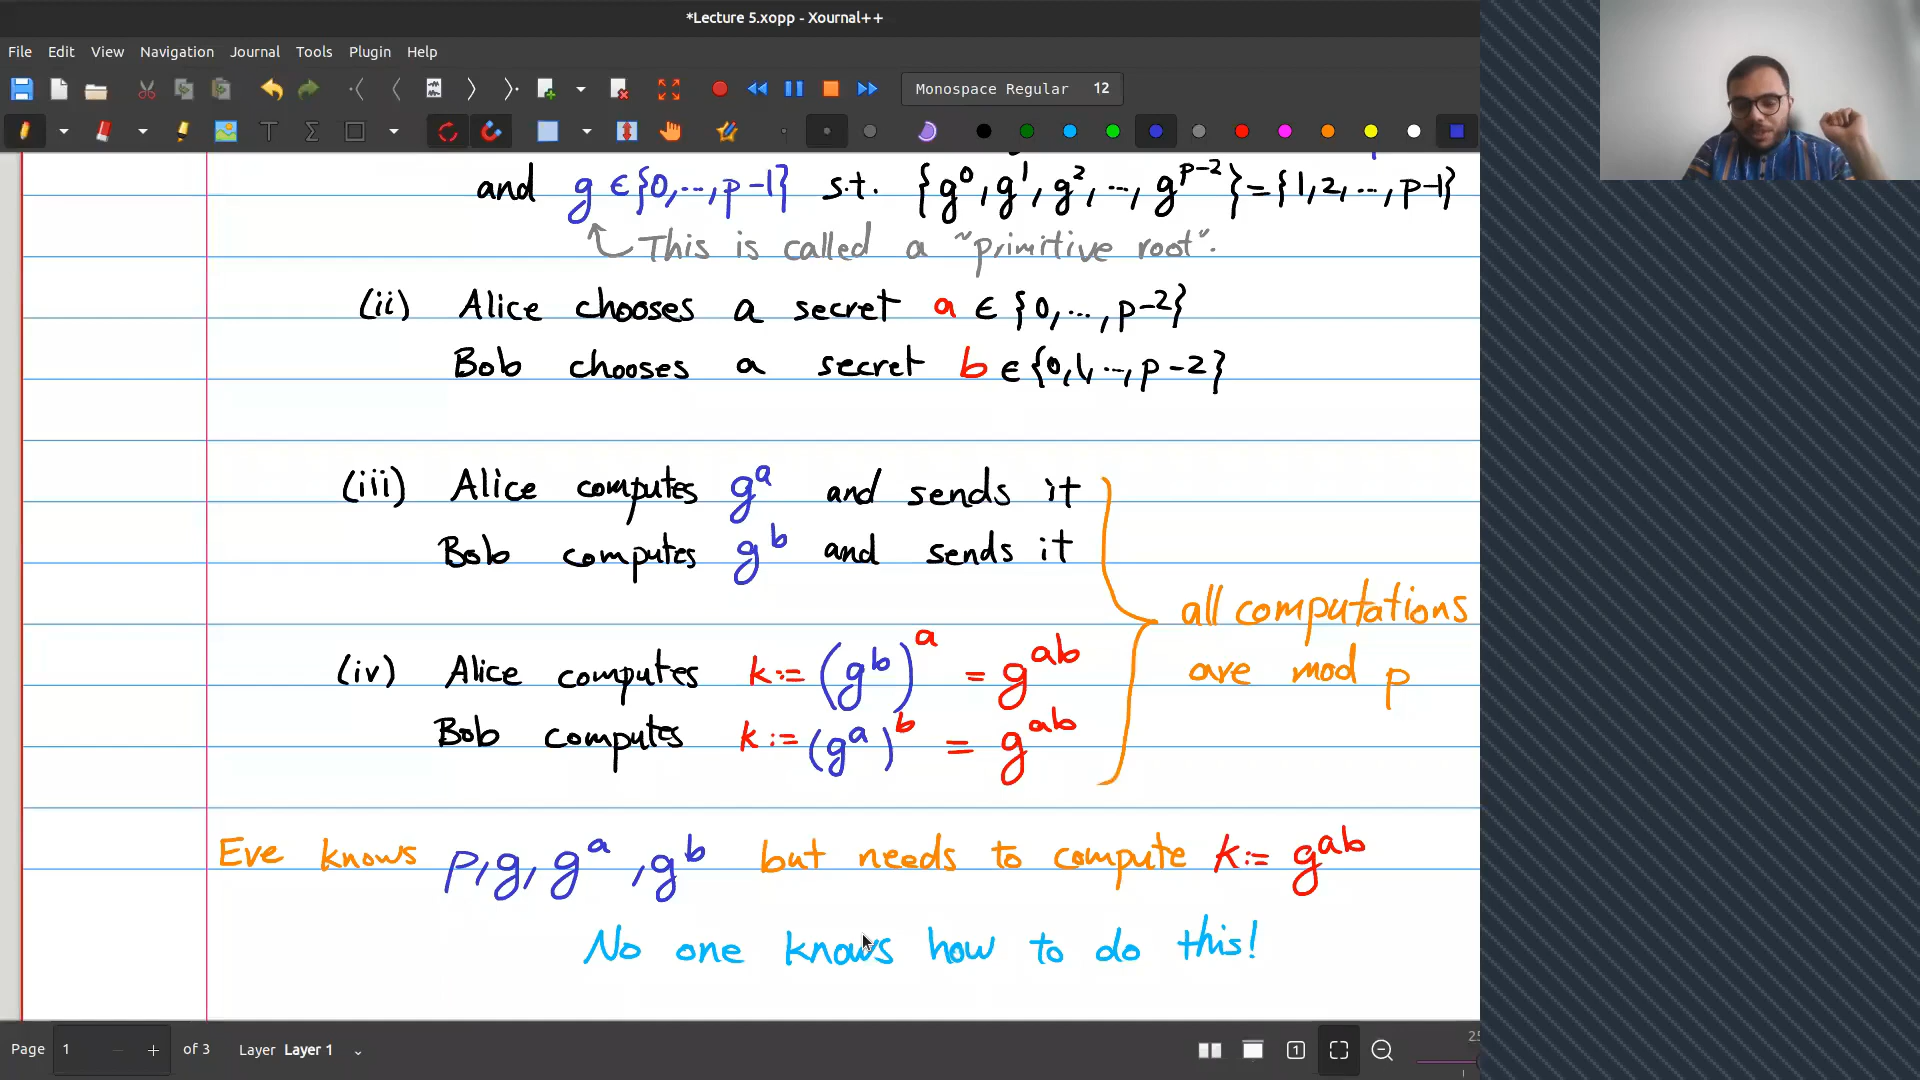 *Lecture 5.xopp - Xournal++
File Edit View Navigation Journal Tools Plugin Help
Monospace Regular 12
and g ∈ {0, ..., p-1} s.t. {g⁰, g¹, g², ..., g^{p-2}} = {1, 2, ..., p-1}
This is called a "primitive root".
(ii) Alice chooses a secret a ∈ {0, ..., p-2}
Bob chooses a secret b ∈ {0, 1, ..., p-2}
(iii) Alice computes g^a and sends it
Bob computes g^b and sends it
all computations
are mod p
(iv) Alice computes k := (g^b)^a = g^{ab}
Bob computes k := (g^a)^b = g^{ab}
Eve knows p, g, g^a, g^b but needs to compute k := g^{ab}
No one knows how to do this!
Page 1 of 3 Layer Layer 1